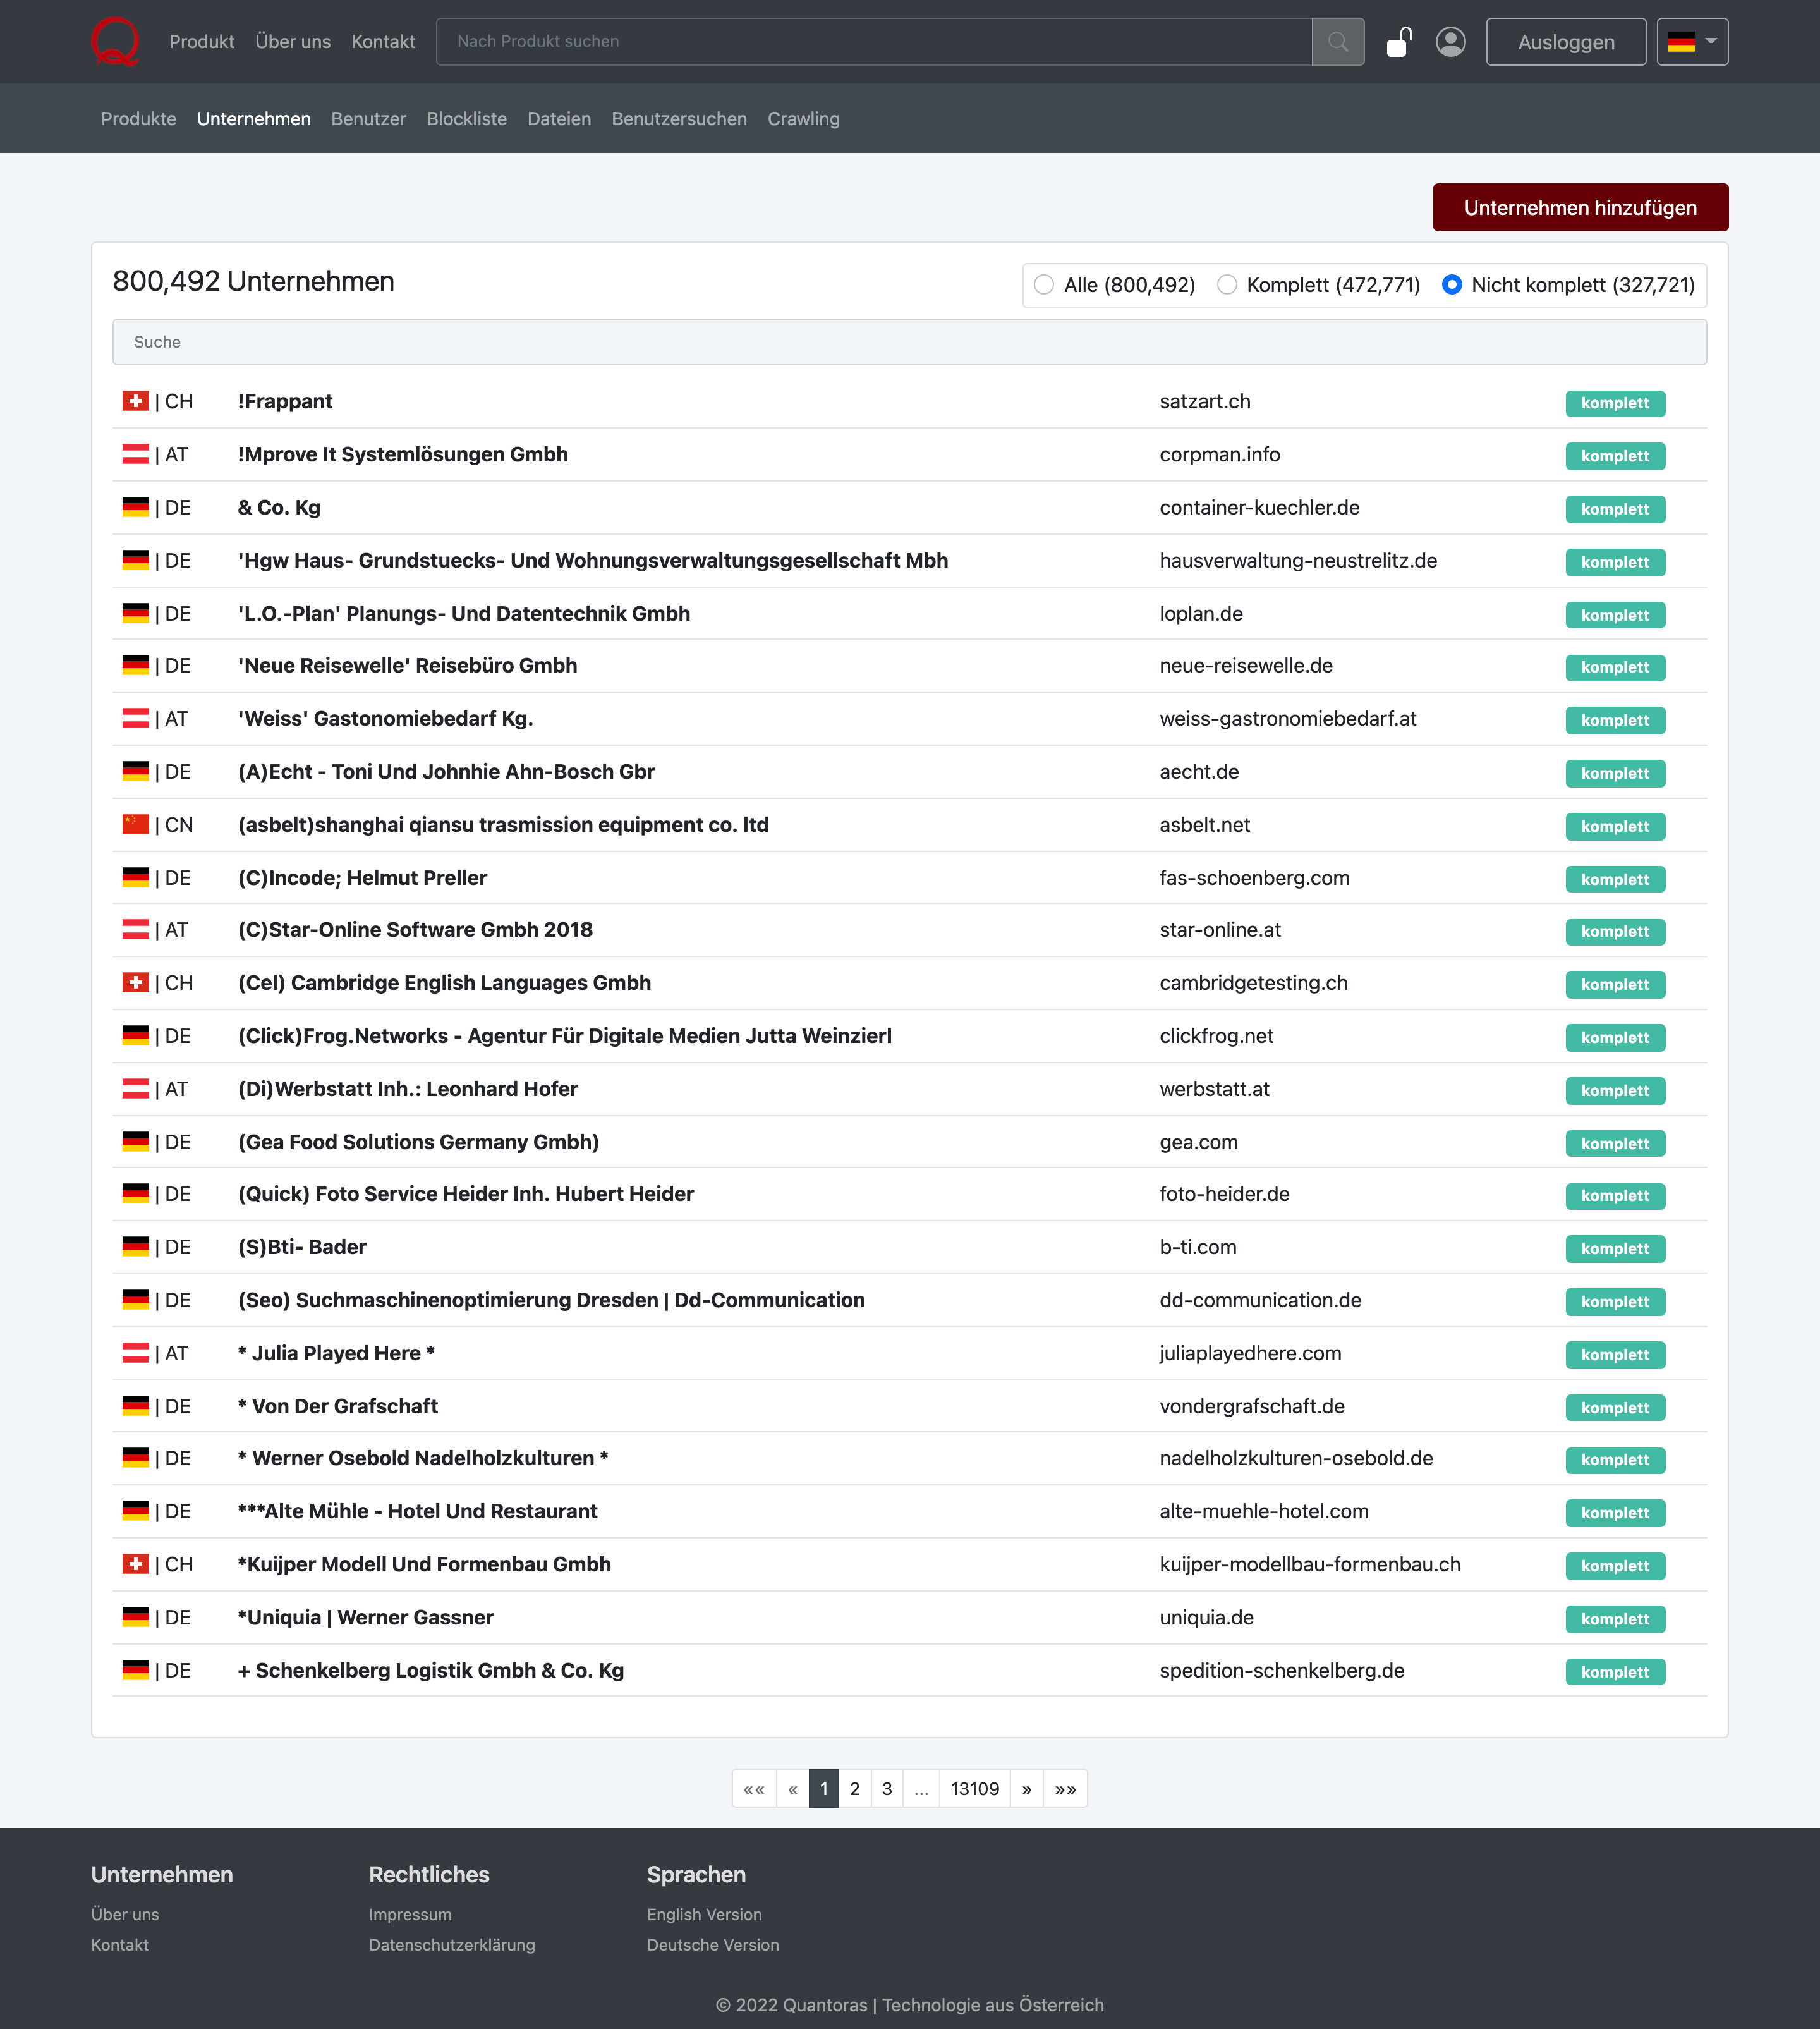 Q Produkt Über uns Kontakt Nach Produkt suchen Ausloggen
Produkte Unternehmen Benutzer Blockliste Dateien Benutzersuchen Crawling
Unternehmen hinzufügen
800,492 Unternehmen Alle (800,492) Komplett (472,771) Nicht komplett (327,721)
Suche
| CH !Frappant satzart.ch komplett
| AT !Mprove It Systemlösungen Gmbh corpman.info komplett
| DE & Co. Kg container-kuechler.de komplett
| DE 'Hgw Haus- Grundstuecks- Und Wohnungsverwaltungsgesellschaft Mbh hausverwaltung-neustrelitz.de komplett
| DE 'L.O.-Plan' Planungs- Und Datentechnik Gmbh loplan.de komplett
| DE 'Neue Reisewelle' Reisebüro Gmbh neue-reisewelle.de komplett
| AT 'Weiss' Gastonomiebedarf Kg. weiss-gastronomiebedarf.at komplett
| DE (A)Echt - Toni Und Johnhie Ahn-Bosch Gbr aecht.de komplett
| CN (asbelt)shanghai qiansu trasmission equipment co. ltd asbelt.net komplett
| DE (C)Incode; Helmut Preller fas-schoenberg.com komplett
| AT (C)Star-Online Software Gmbh 2018 star-online.at komplett
| CH (Cel) Cambridge English Languages Gmbh cambridgetesting.ch komplett
| DE (Click)Frog.Networks - Agentur Für Digitale Medien Jutta Weinzierl clickfrog.net komplett
| AT (Di)Werbstatt Inh.: Leonhard Hofer werbstatt.at komplett
| DE (Gea Food Solutions Germany Gmbh) gea.com komplett
| DE (Quick) Foto Service Heider Inh. Hubert Heider foto-heider.de komplett
| DE (S)Bti- Bader b-ti.com komplett
| DE (Seo) Suchmaschinenoptimierung Dresden | Dd-Communication dd-communication.de komplett
| AT * Julia Played Here * juliaplayedhere.com komplett
| DE * Von Der Grafschaft vondergrafschaft.de komplett
| DE * Werner Osebold Nadelholzkulturen * nadelholzkulturen-osebold.de komplett
| DE ***Alte Mühle - Hotel Und Restaurant alte-muehle-hotel.com komplett
| CH *Kuijper Modell Und Formenbau Gmbh kuijper-modellbau-formenbau.ch komplett
| DE *Uniquia | Werner Gassner uniquia.de komplett
| DE + Schenkelberg Logistik Gmbh & Co. Kg spedition-schenkelberg.de komplett
«« « 1 2 3 ... 13109 » »»
Unternehmen Rechtliches Sprachen
Über uns Impressum English Version
Kontakt Datenschutzerklärung Deutsche Version
© 2022 Quantoras | Technologie aus Österreich